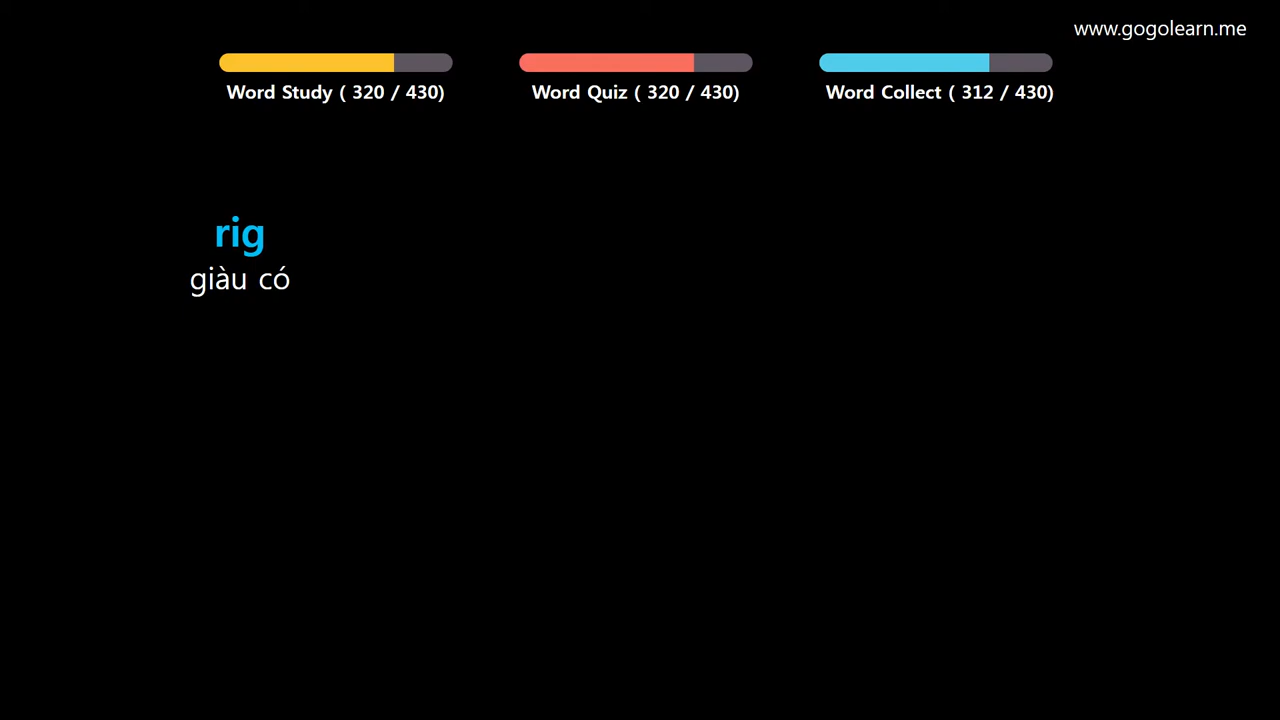 www.gogolearn.me
Word Study ( 320 / 430)
Word Quiz ( 320 / 430)
Word Collect ( 312 / 430)
rig
giàu có